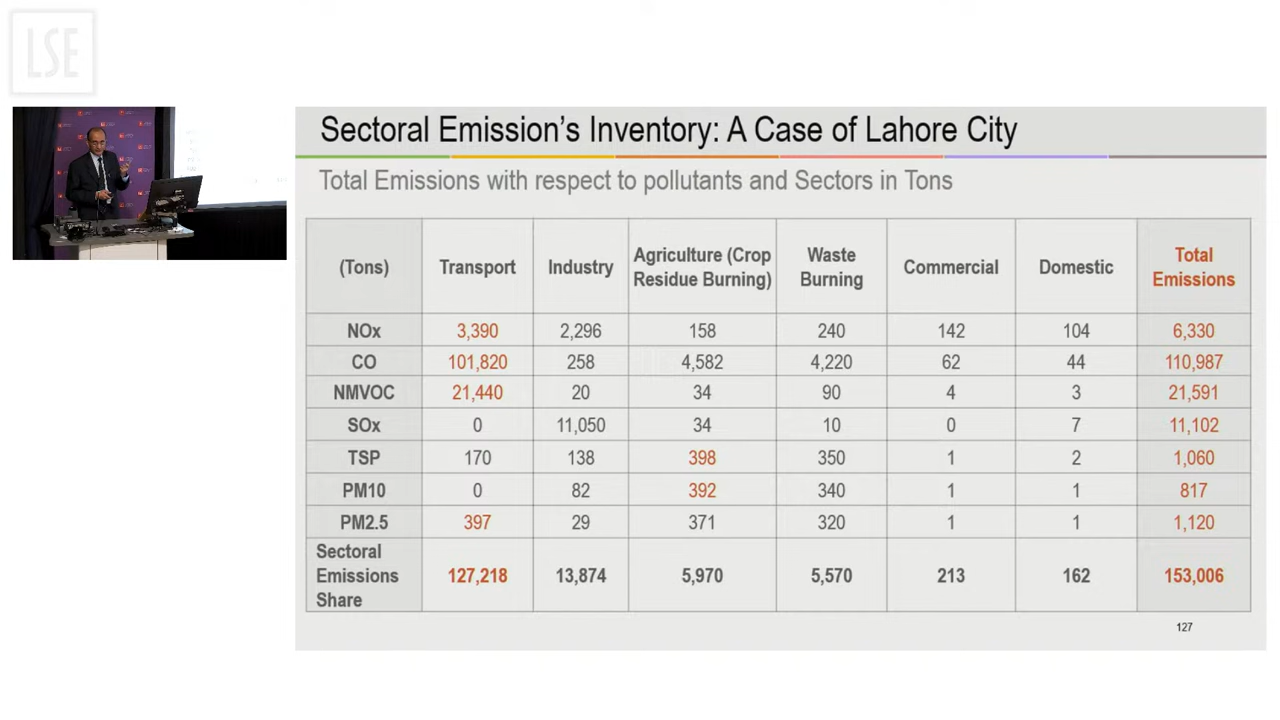 LSE
Sectoral Emission's Inventory: A Case of Lahore City
Total Emissions with respect to pollutants and Sectors in Tons
(Tons) Transport Industry Agriculture (Crop Residue Burning) Waste Burning Commercial Domestic Total Emissions
NOx 3,390 2,296 158 240 142 104 6,330
CO 101,820 258 4,582 4,220 62 44 110,987
NMVOC 21,440 20 34 90 4 3 21,591
SOx 0 11,050 34 10 0 7 11,102
TSP 170 138 398 350 1 2 1,060
PM10 0 82 392 340 1 1 817
PM2.5 397 29 371 320 1 1 1,120
Sectoral Emissions Share 127,218 13,874 5,970 5,570 213 162 153,006
127